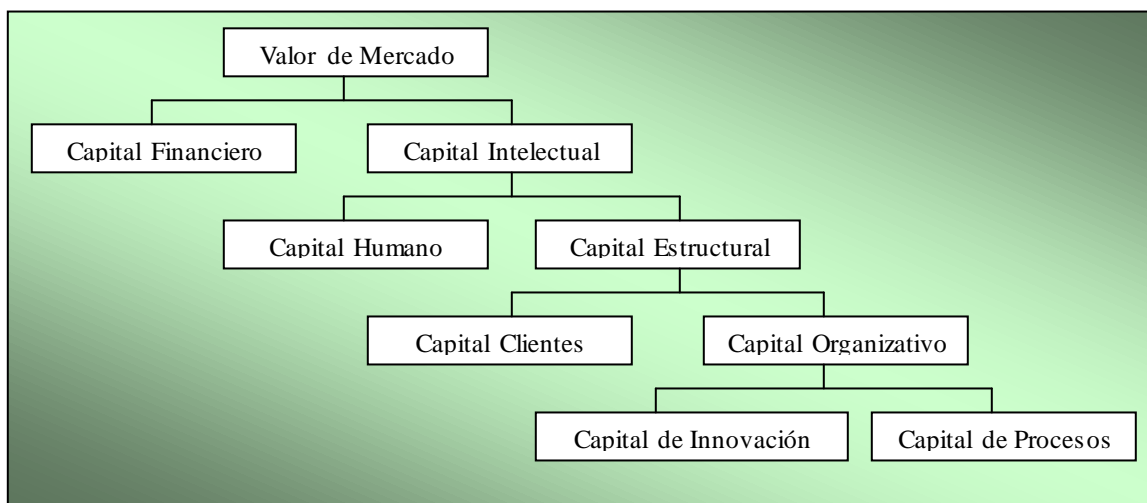 Valor de Mercado
Capital Financiero
Capital Intelectual
Capital Humano
Capital Estructural
Capital Clientes
Capital Organizativo
Capital de Innovación
Capital de Procesos